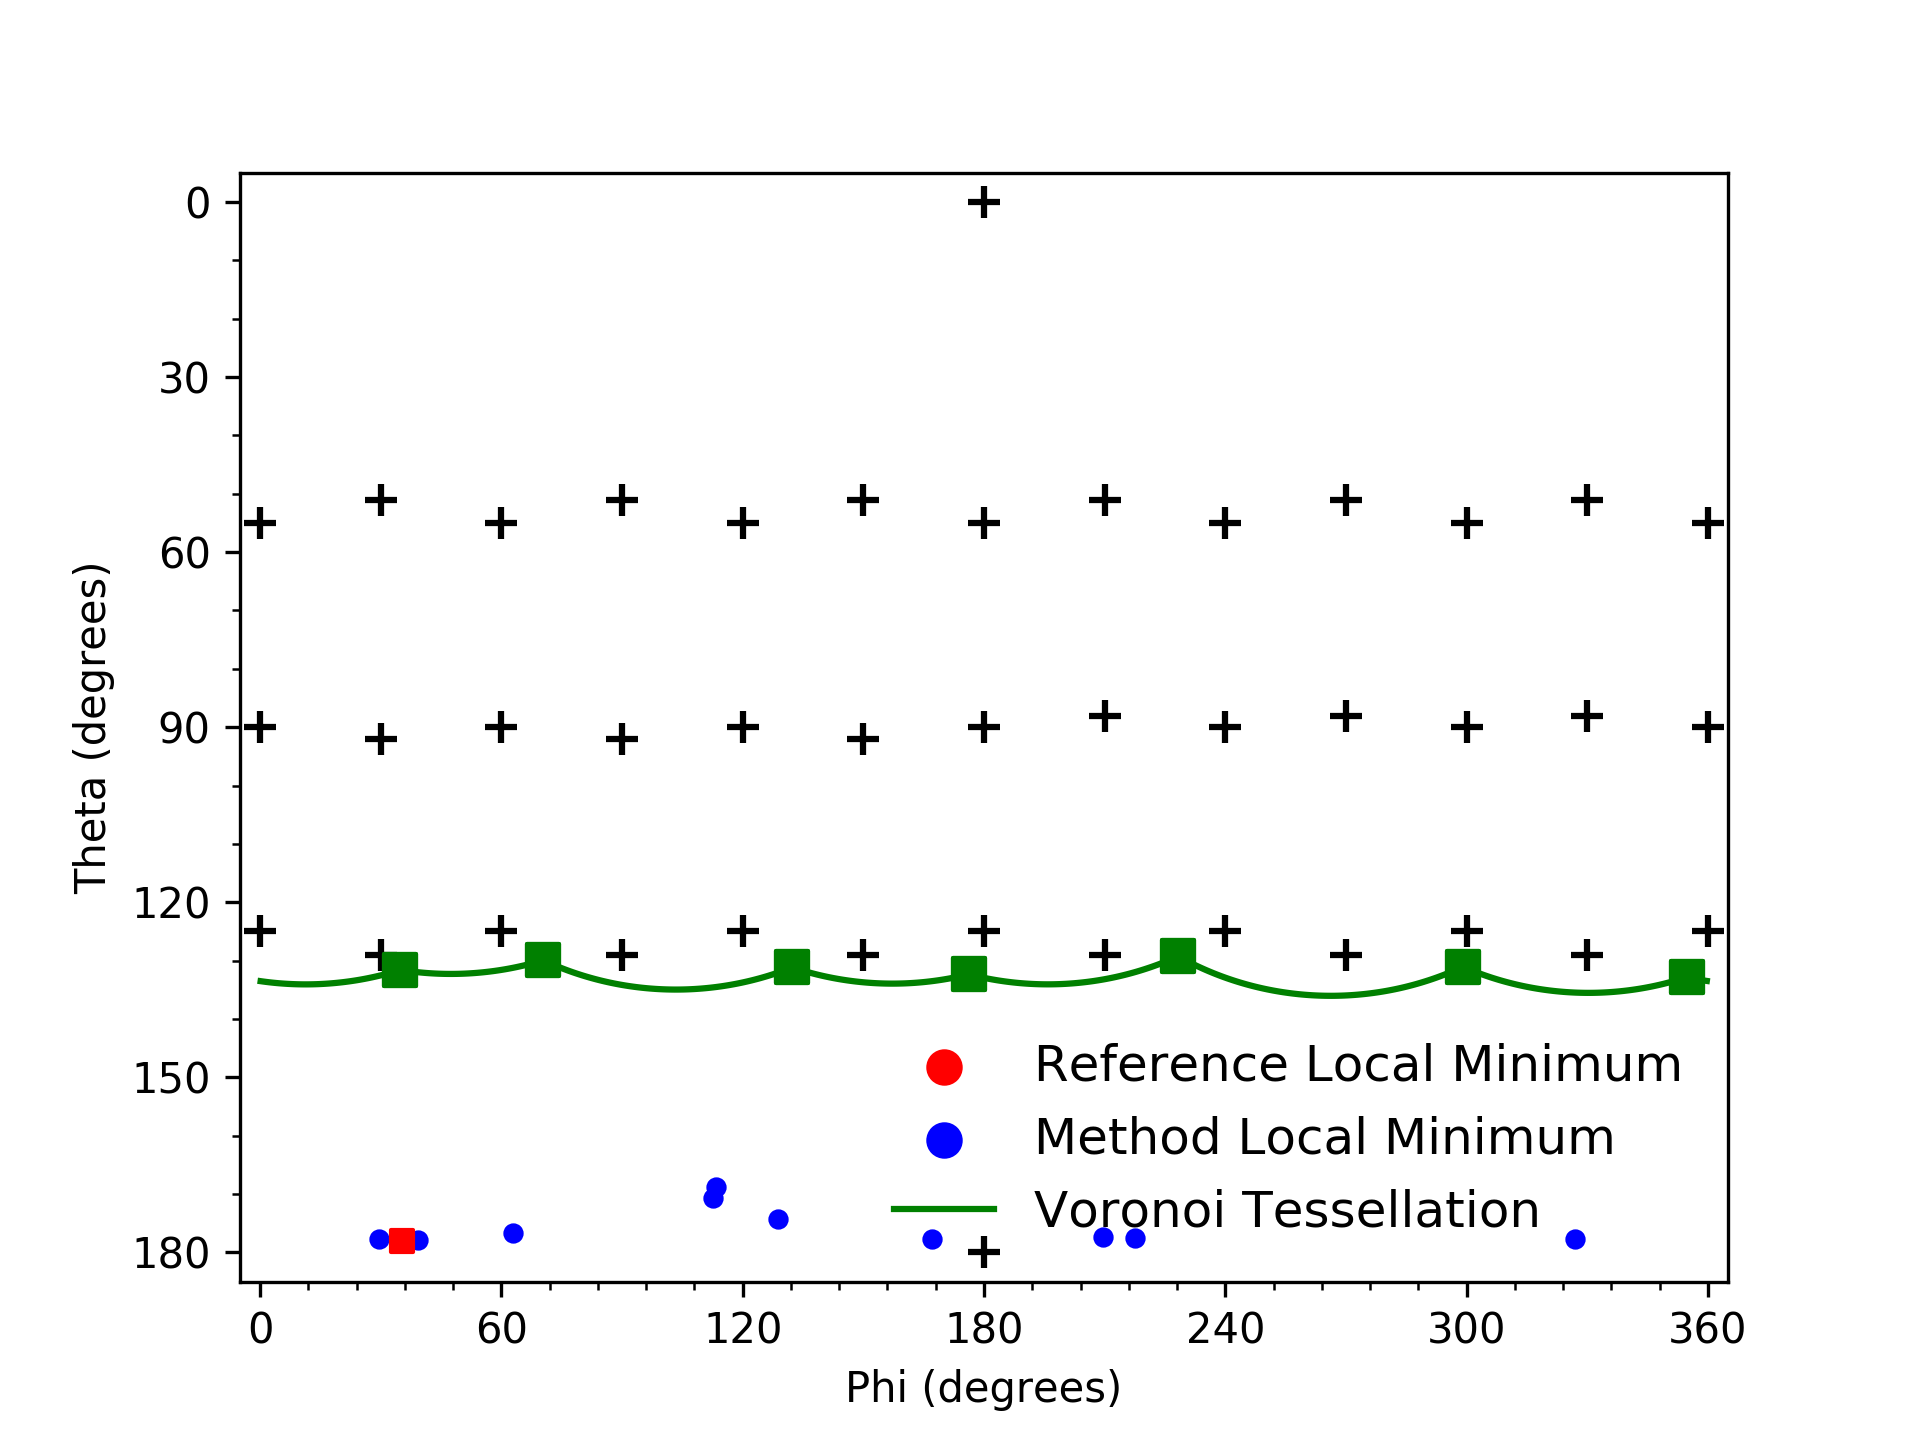 0
30
60
90
120
150
180
Theta (degrees)
Reference Local Minimum
Method Local Minimum
Voronoi Tessellation
0 60 120 180 240 300 360
Phi (degrees)